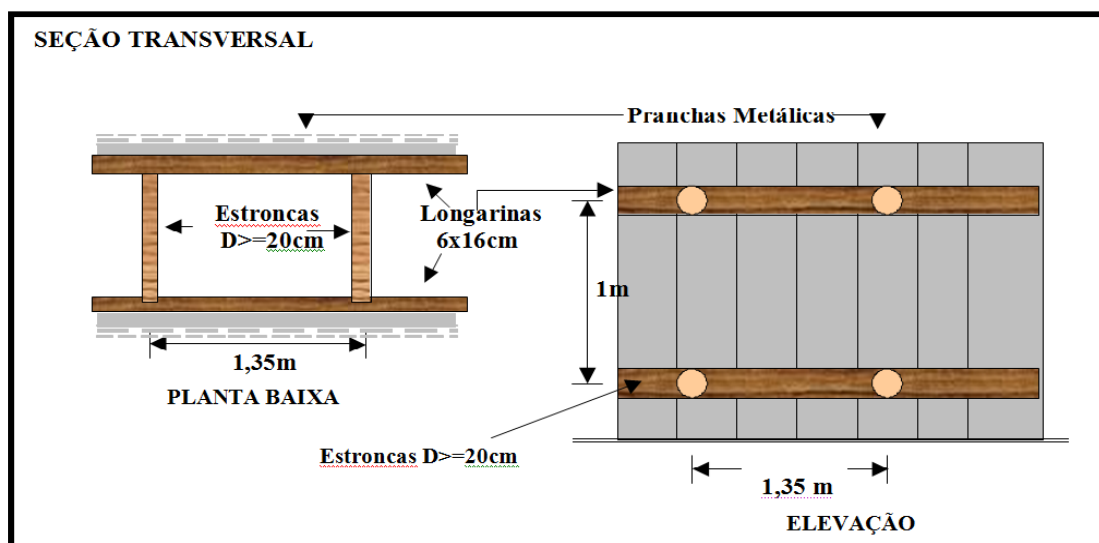 SEÇÃO TRANSVERSAL
Pranchas Metálicas
Estroncas
D>=20cm
Longarinas
6x16cm
1,35m
PLANTA BAIXA
1m
Estroncas D>=20cm
1,35 m
ELEVAÇÃO